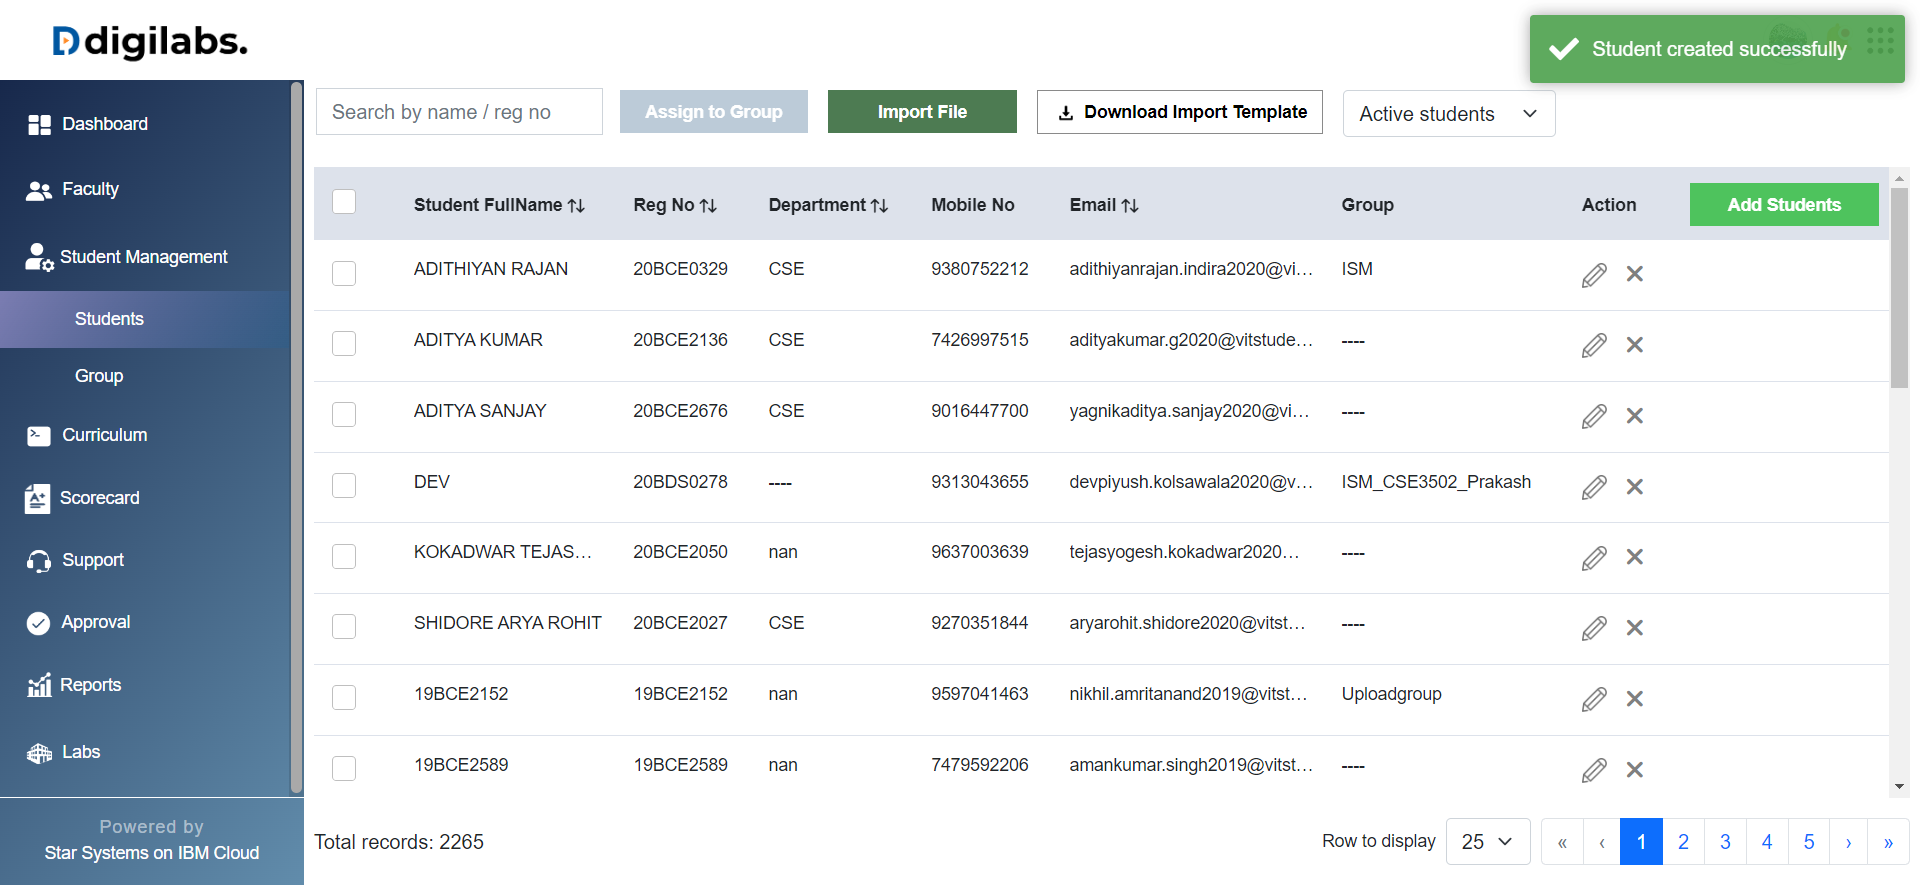 digilabs.
Student created successfully
Search by name / reg no
Assign to Group
Import File
Download Import Template
Active students
Dashboard
Faculty
Student Management
Students
Group
Curriculum
Scorecard
Support
Approval
Reports
Labs
Powered by
Star Systems on IBM Cloud
Student FullName Reg No Department Mobile No Email Group Action Add Students
ADITHIYAN RAJAN 20BCE0329 CSE 9380752212 adithiyanrajan.indira2020@vi... ISM
ADITYA KUMAR 20BCE2136 CSE 7426997515 adityakumar.g2020@vitstude... ----
ADITYA SANJAY 20BCE2676 CSE 9016447700 yagnikaditya.sanjay2020@vi... ----
DEV 20BDS0278 ---- 9313043655 devpiyush.kolsawala2020@v... ISM_CSE3502_Prakash
KOKADWAR TEJAS... 20BCE2050 nan 9637003639 tejasyogesh.kokadwar2020... ----
SHIDORE ARYA ROHIT 20BCE2027 CSE 9270351844 aryarohit.shidore2020@vitst... ----
19BCE2152 19BCE2152 nan 9597041463 nikhil.amritanand2019@vitst... Uploadgroup
19BCE2589 19BCE2589 nan 7479592206 amankumar.singh2019@vitst... ----
Total records: 2265
Row to display 25 « ‹ 1 2 3 4 5 › »